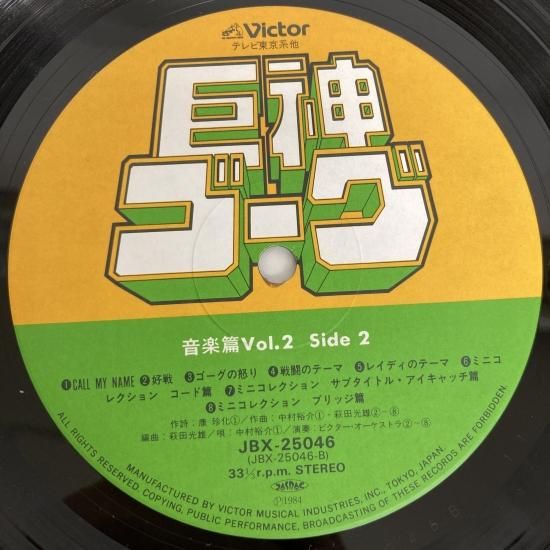 Victor
テレビ東京系他
巨神
ゴーグ
音楽篇Vol.2 Side 2
❶CALL MY NAME ❷好戦 ❸ゴーグの怒り ❹戦闘のテーマ ❺レイディのテーマ ❻ミニコ
レクション コード篇 ❼ミニコレクション サブタイトル・アイキャッチ篇
❽ミニコレクション ブリッジ篇
作詩：康 珍化①/作曲：中村裕介①・萩田光雄②〜⑧
編曲：萩田光雄/唄：中村裕介①/演奏：ビクター・オーケストラ②〜⑧
JBX-25046
(JBX-25046-B)
33⅓r.p.m. STEREO
JASRAC
Ⓟ1984
MANUFACTURED BY VICTOR MUSICAL INDUSTRIES, INC., TOKYO, JAPAN.
ALL RIGHTS RESERVED. COPYING, PUBLIC PERFORMANCE, BROADCASTING OF THESE RECORDS ARE FORBIDDEN.